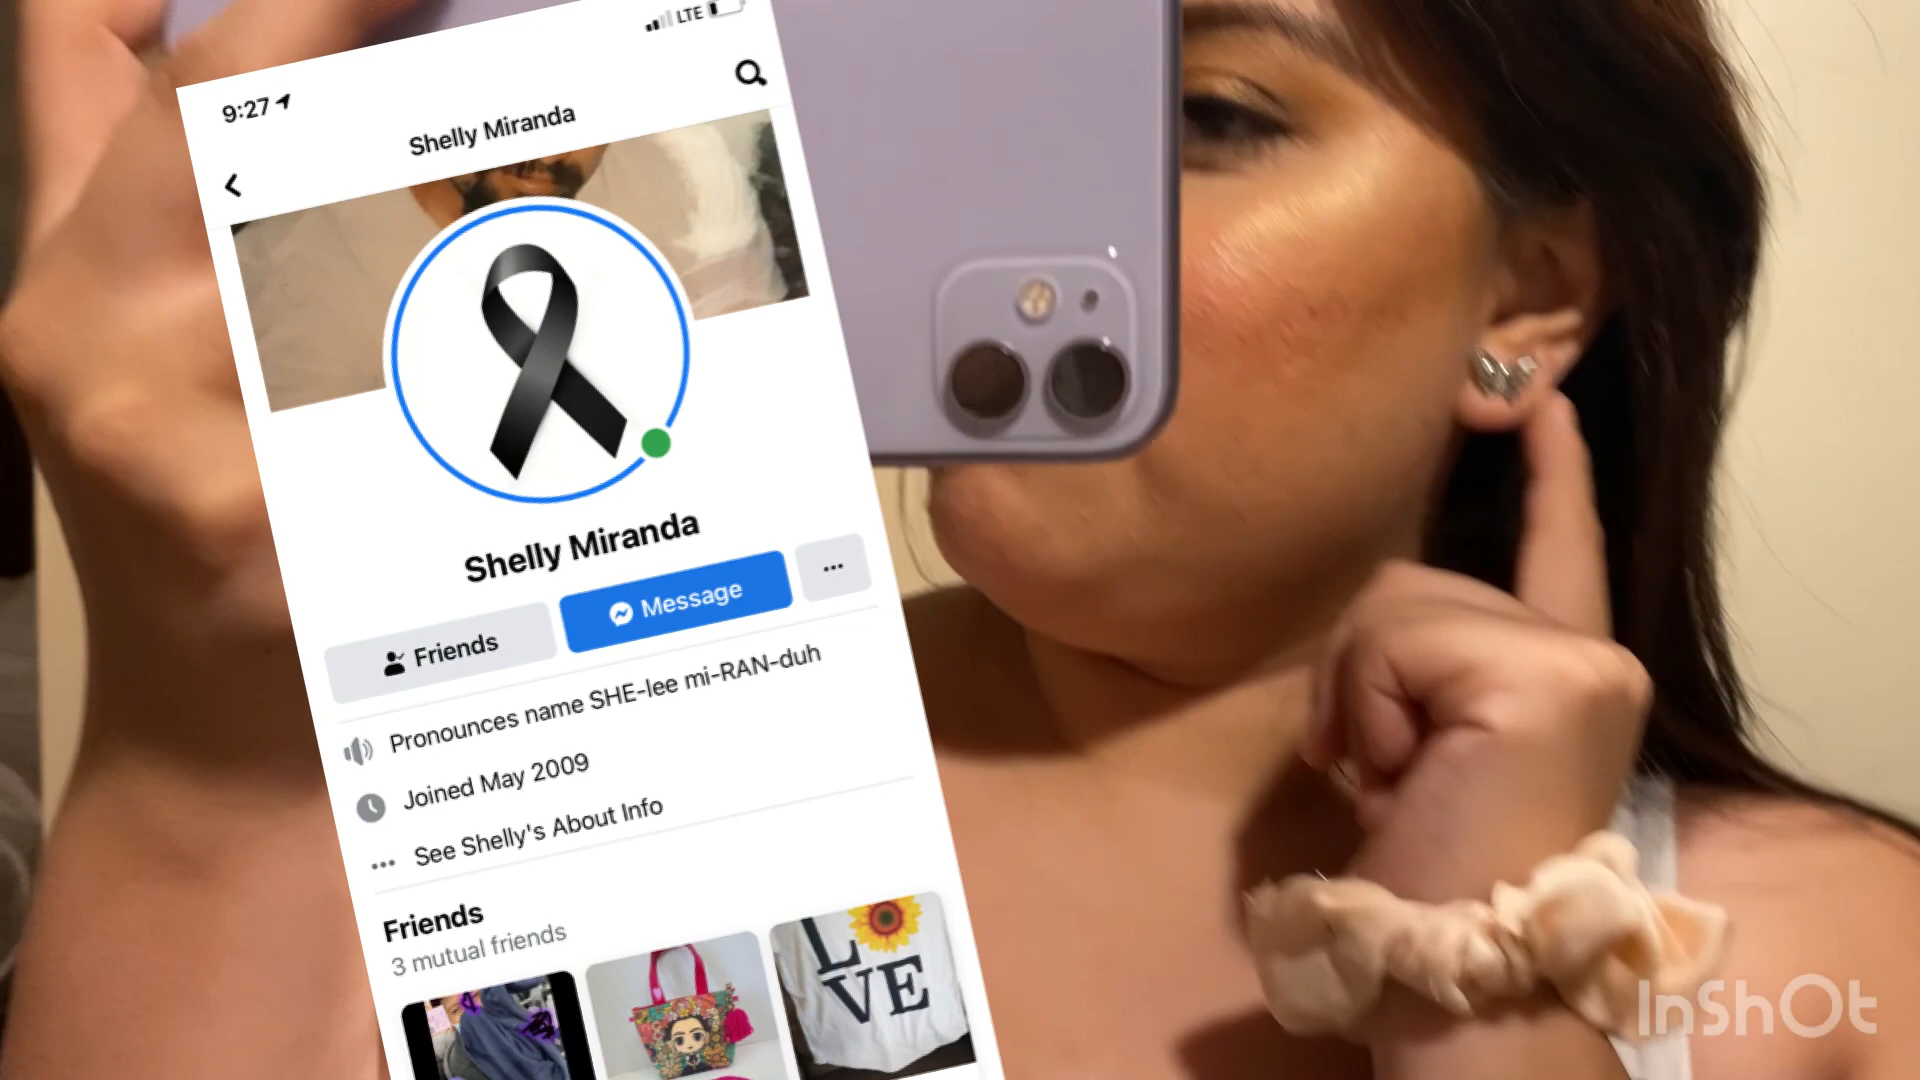 9:27
LTE
Shelly Miranda
Shelly Miranda
Friends
Message
Pronounces name SHE-lee mi-RAN-duh
Joined May 2009
See Shelly's About Info
Friends
3 mutual friends
LOVE
InShOt